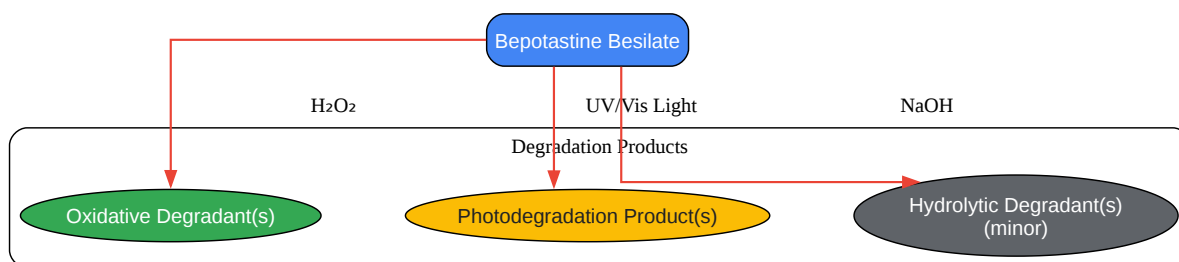 Bepotastine Besilate
H₂O₂
UV/Vis Light
NaOH
Degradation Products
Oxidative Degradant(s)
Photodegradation Product(s)
Hydrolytic Degradant(s)
(minor)